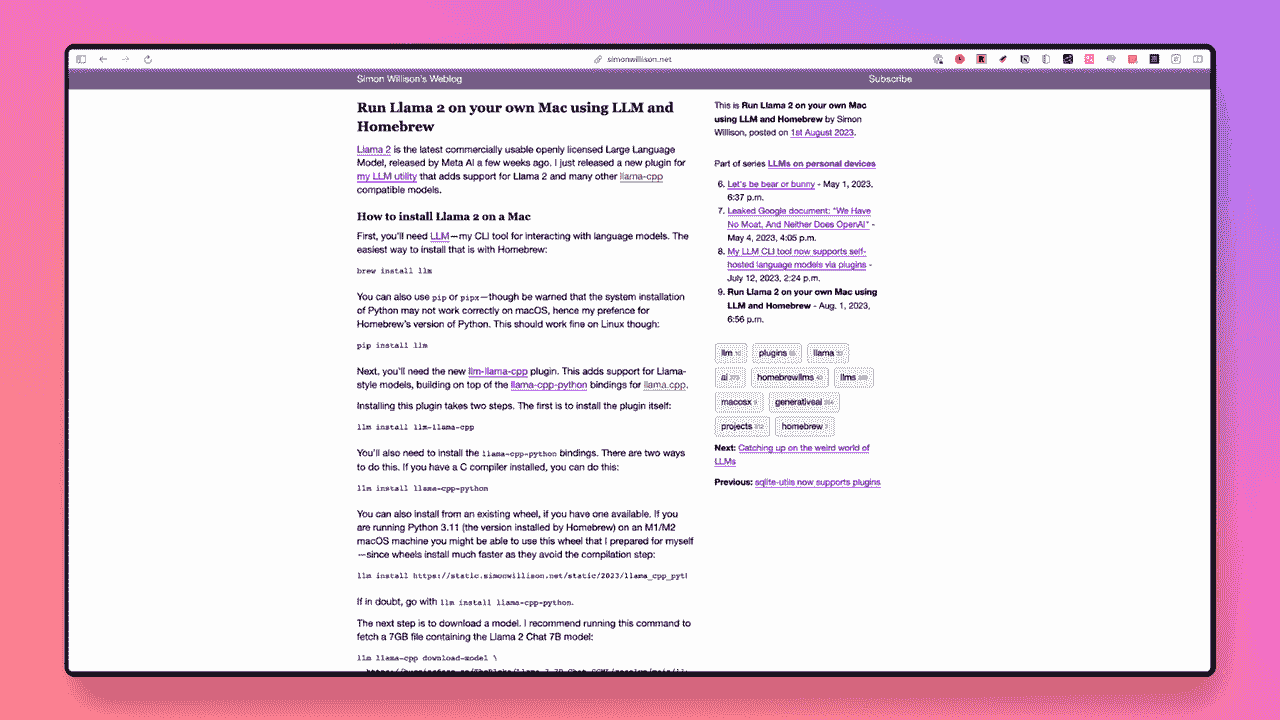 simonwillison.net
Simon Willison's Weblog
Subscribe
Run Llama 2 on your own Mac using LLM and
Homebrew
Llama 2 is the latest commercially usable openly licensed Large Language
Model, released by Meta AI a few weeks ago. I just released a new plugin for
my LLM utility that adds support for Llama 2 and many other llama-cpp
compatible models.
How to install Llama 2 on a Mac
First, you'll need LLM—my CLI tool for interacting with language models. The
easiest way to install that is with Homebrew:
brew install llm
You can also use pip or pipx—though be warned that the system installation
of Python may not work correctly on macOS, hence my prefence for
Homebrew's version of Python. This should work fine on Linux though:
pip install llm
Next, you'll need the new llm-llama-cpp plugin. This adds support for Llama-
style models, building on top of the llama-cpp-python bindings for llama.cpp.
Installing this plugin takes two steps. The first is to install the plugin itself:
llm install llm-llama-cpp
You'll also need to install the llama-cpp-python bindings. There are two ways
to do this. If you have a C compiler installed, you can do this:
llm install llama-cpp-python
You can also install from an existing wheel, if you have one available. If you
are running Python 3.11 (the version installed by Homebrew) on an M1/M2
macOS machine you might be able to use this wheel that I prepared for myself
—since wheels install much faster as they avoid the compilation step:
llm install https://static.simonwillison.net/static/2023/llama_cpp_pyt
If in doubt, go with llm install llama-cpp-python.
The next step is to download a model. I recommend running this command to
fetch a 7GB file containing the Llama 2 Chat 7B model:
llm llama-cpp download-model \
This is Run Llama 2 on your own Mac
using LLM and Homebrew by Simon
Willison, posted on 1st August 2023.
Part of series LLMs on personal devices
6. Let's be bear or bunny - May 1, 2023,
6:37 p.m.
7. Leaked Google document: "We Have
No Moat, And Neither Does OpenAI" -
May 4, 2023, 4:05 p.m.
8. My LLM CLI tool now supports self-
hosted language models via plugins -
July 12, 2023, 2:24 p.m.
9. Run Llama 2 on your own Mac using
LLM and Homebrew - Aug. 1, 2023,
6:56 p.m.
llm plugins llama
ai homebrewllms llms
macosx generativeai
projects homebrew
Next: Catching up on the weird world of
LLMs
Previous: sqlite-utils now supports plugins